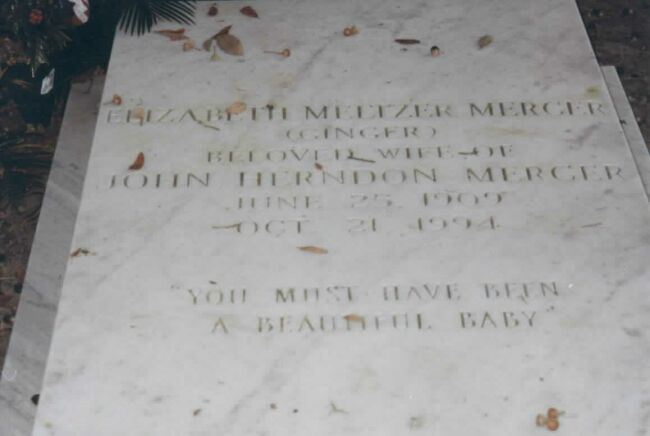 ELIZABETH MELTZER MERCER
(GINGER)
BELOVED WIFE OF
JOHN HERNDON MERCER
JUNE 25 1909
OCT 21 1994
"YOU MUST HAVE BEEN
A BEAUTIFUL BABY"